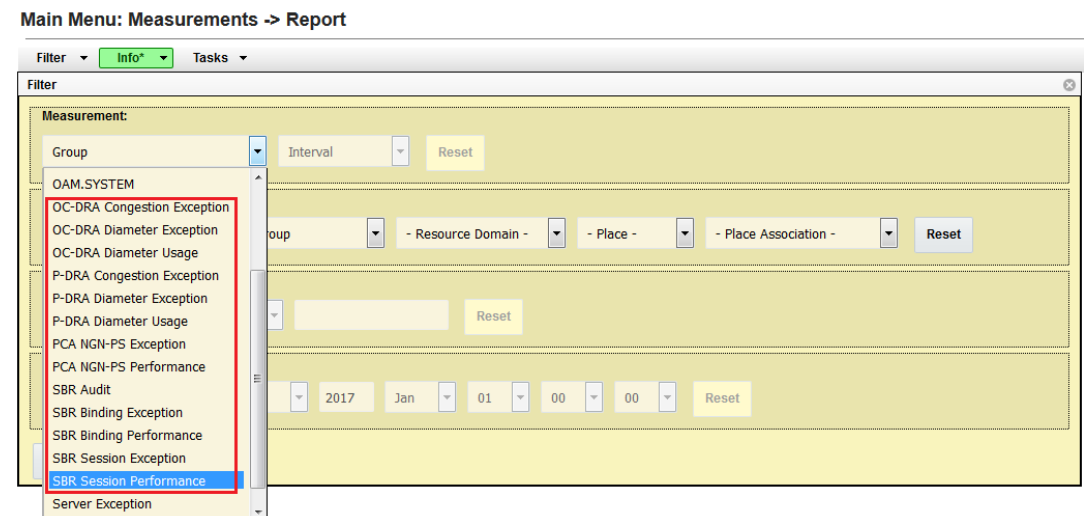 Main Menu: Measurements -> Report
Filter Info* Tasks
Filter
Measurement:
Group Interval Reset
OAM.SYSTEM
OC-DRA Congestion Exception
OC-DRA Diameter Exception
roup - Resource Domain - - Place - - Place Association - Reset
OC-DRA Diameter Usage
P-DRA Congestion Exception
P-DRA Diameter Exception
Reset
P-DRA Diameter Usage
PCA NGN-PS Exception
PCA NGN-PS Performance
SBR Audit
2017 Jan 01 00 00 Reset
SBR Binding Exception
SBR Binding Performance
SBR Session Exception
SBR Session Performance
Server Exception